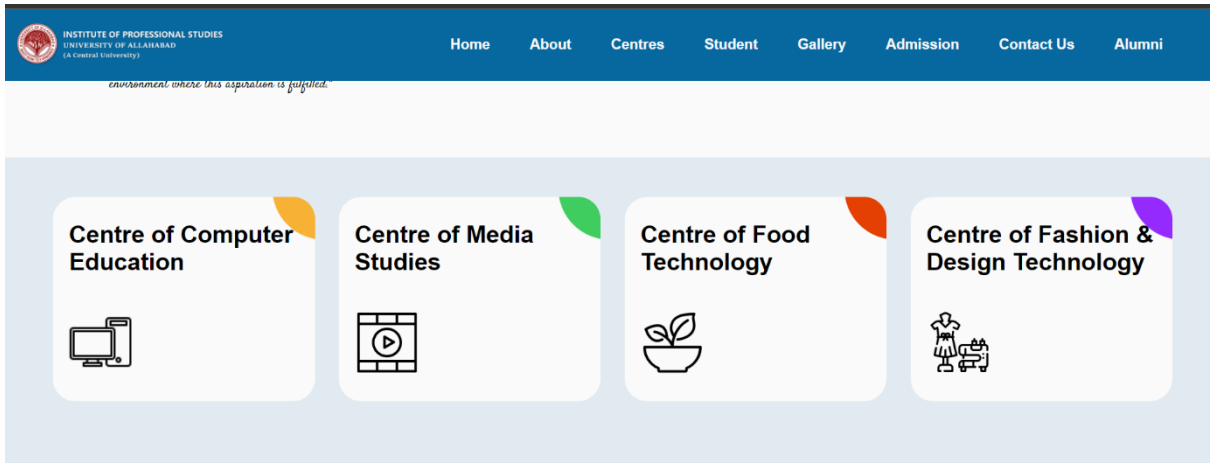 INSTITUTE OF PROFESSIONAL STUDIES
UNIVERSITY OF ALLAHABAD
(A Central University)
Home About Centres Student Gallery Admission Contact Us Alumni
environment where this aspiration is fulfilled."
Centre of Computer
Education
Centre of Media
Studies
Centre of Food
Technology
Centre of Fashion &
Design Technology